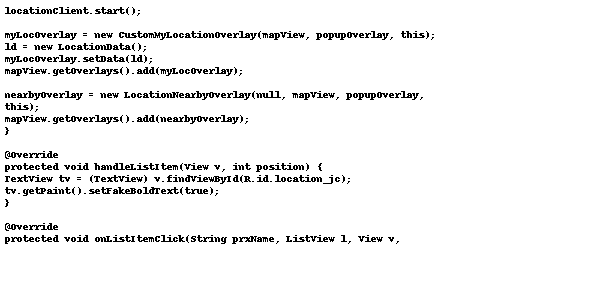 locationClient.start();

myLocOverlay = new CustomMyLocationOverlay(mapView, popupOverlay, this);
ld = new LocationData();
myLocOverlay.setData(ld);
mapView.getOverlays().add(myLocOverlay);

nearbyOverlay = new LocationNearbyOverlay(null, mapView, popupOverlay,
this);
mapView.getOverlays().add(nearbyOverlay);
}

@Override
protected void handleListItem(View v, int position) {
TextView tv = (TextView) v.findViewById(R.id.location_jc);
tv.getPaint().setFakeBoldText(true);
}

@Override
protected void onListItemClick(String prxName, ListView l, View v,